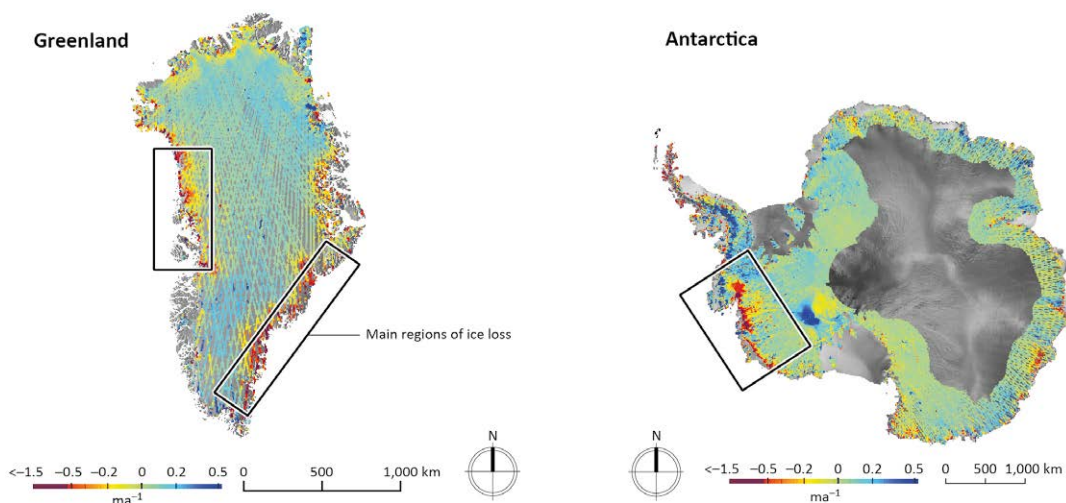 Greenland
Antarctica
Main regions of ice loss
N
<–1.5 –0.5 –0.2 0 0.2 0.5
ma⁻¹
0 500 1,000 km
N
<–1.5 –0.5 –0.2 0 0.2 0.5
ma⁻¹
0 500 1,000 km